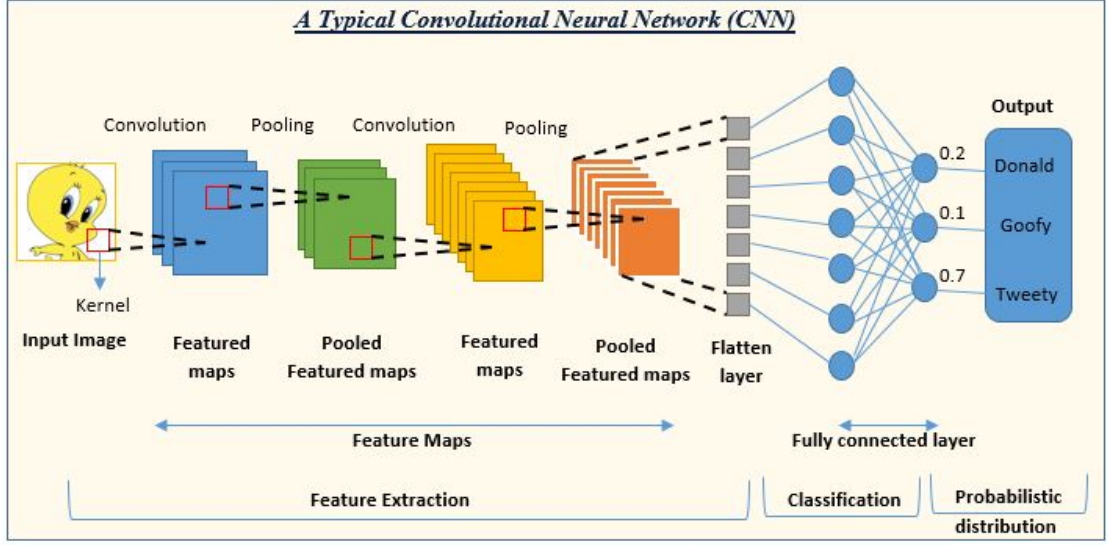 A Typical Convolutional Neural Network (CNN)
Convolution
Pooling
Convolution
Pooling
Output
0.2
Donald
0.1
Goofy
0.7
Tweety
Kernel
Input Image
Featured
maps
Pooled
Featured maps
Featured
maps
Pooled
Featured maps
Flatten
layer
Feature Maps
Fully connected layer
Feature Extraction
Classification
Probabilistic
distribution